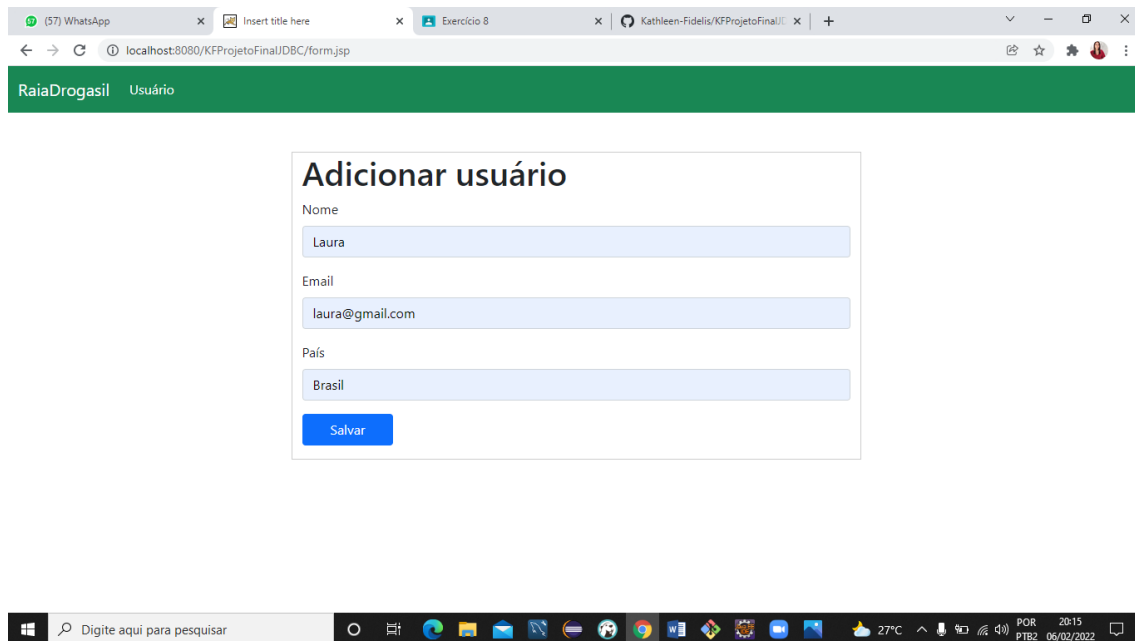 (57) WhatsApp
Insert title here
Exercício 8
Kathleen-Fidelis/KFProjetoFinalJD
localhost:8080/KFProjetoFinalJDBC/form.jsp
RaiaDrogasil Usuário
Adicionar usuário
Nome
Laura
Email
laura@gmail.com
País
Brasil
Salvar
Digite aqui para pesquisar
27°C
POR
PTB2
20:15
06/02/2022